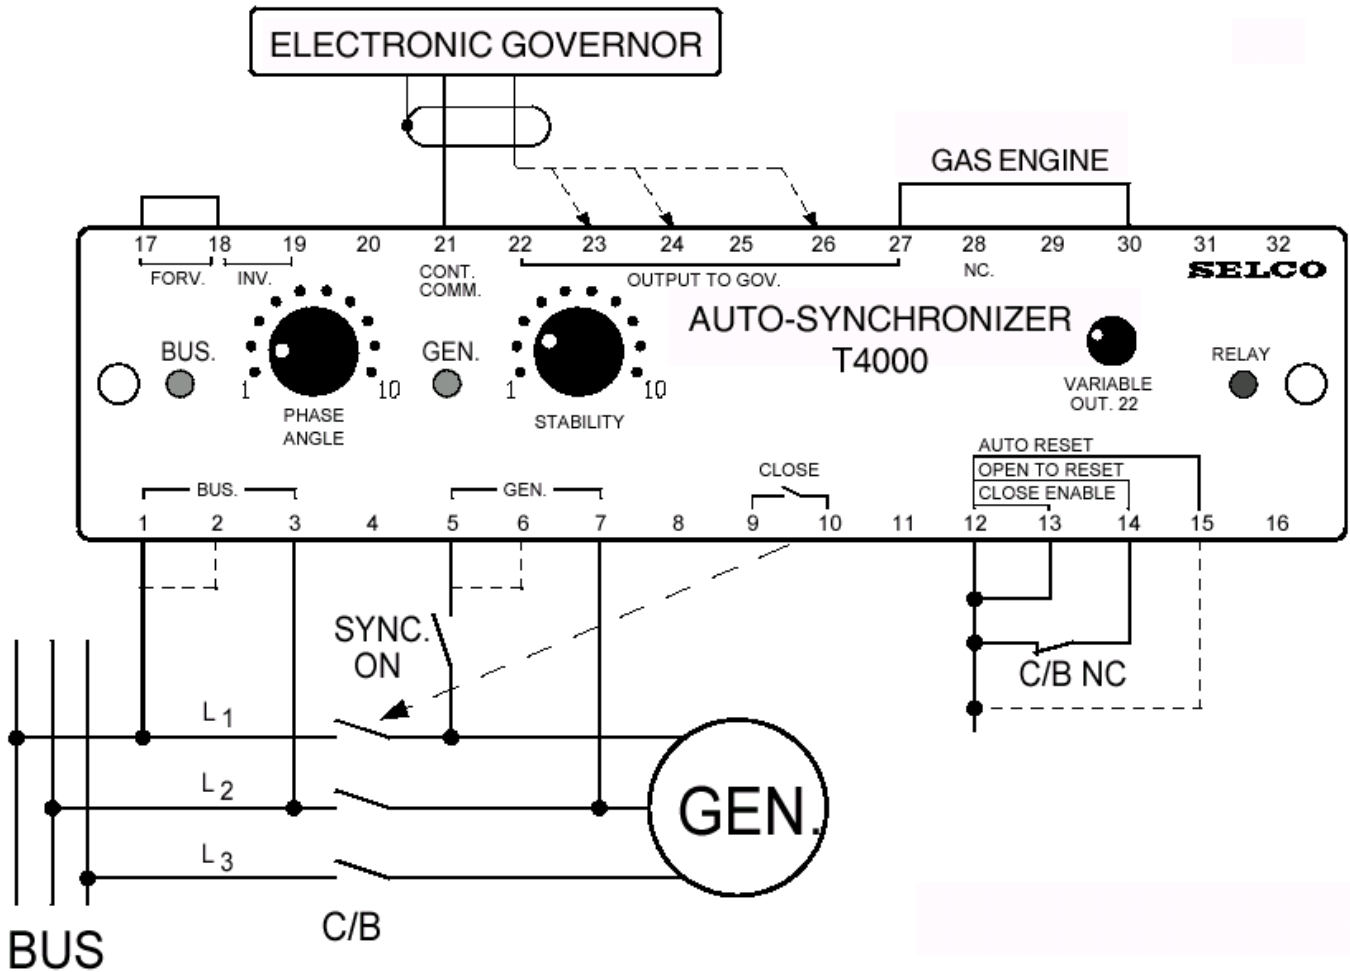 ELECTRONIC GOVERNOR
GAS ENGINE
17 18 19 20 21 22 23 24 25 26 27 28 29 30 31 32
FORV. INV. CONT. COMM. OUTPUT TO GOV. NC. SELCO
AUTO-SYNCHRONIZER
T4000
BUS. GEN. RELAY
1 10 1 10
PHASE
ANGLE
STABILITY
VARIABLE
OUT. 22
AUTO RESET
OPEN TO RESET
CLOSE ENABLE
BUS. GEN. CLOSE
1 2 3 4 5 6 7 8 9 10 11 12 13 14 15 16
SYNC.
ON
C/B NC
L1
L2
L3
GEN.
C/B
BUS